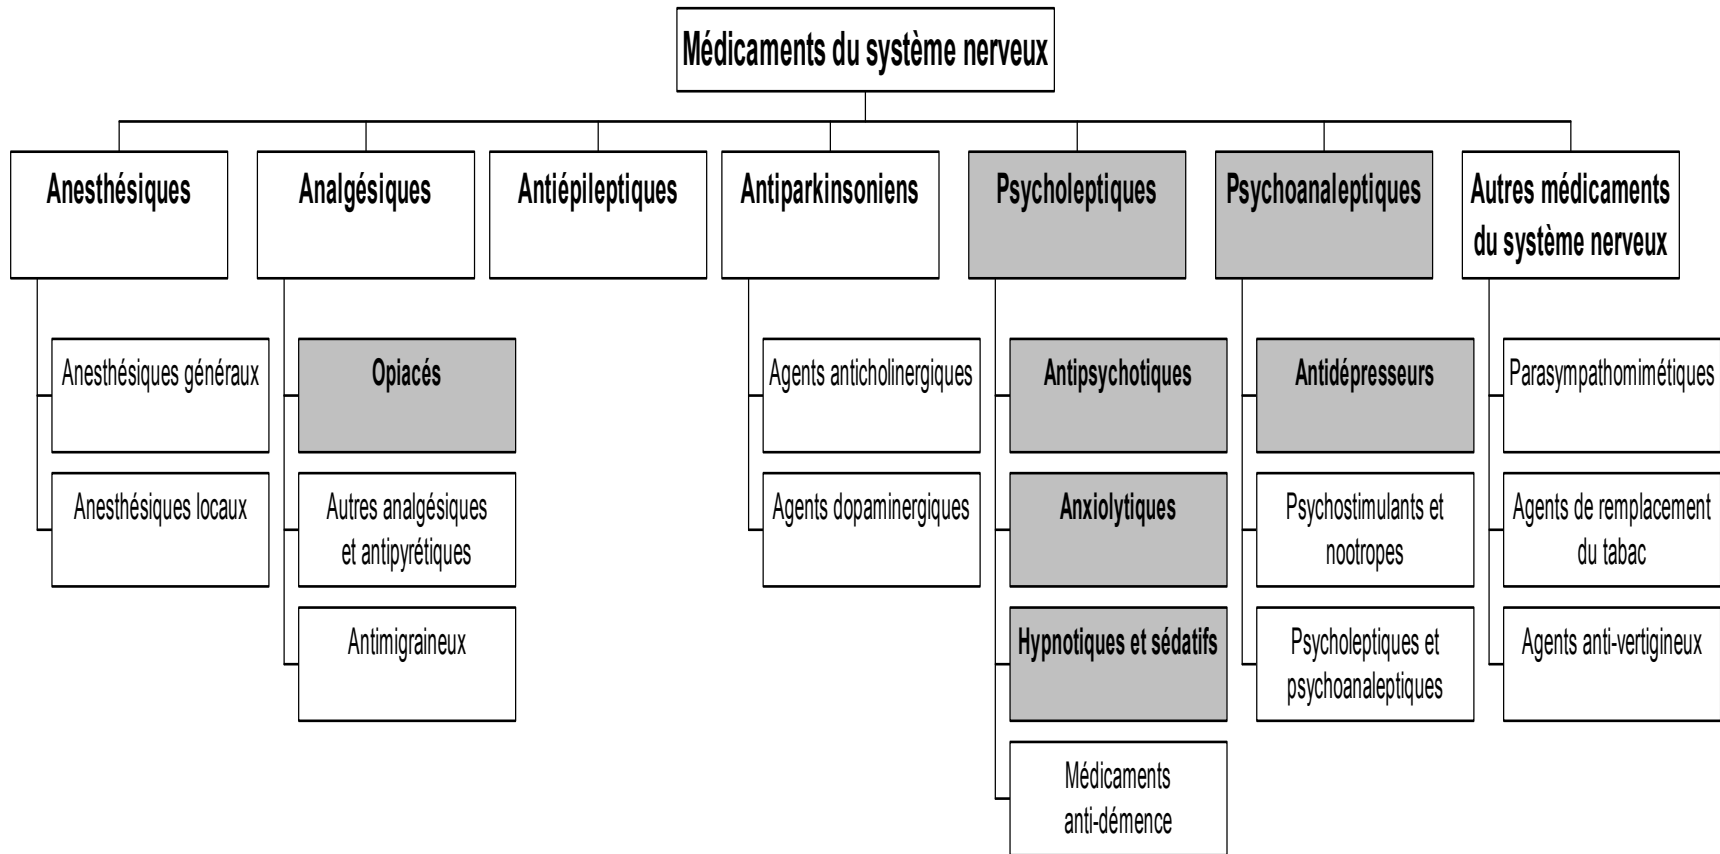 Médicaments du système nerveux
Anesthésiques
Analgésiques
Antiépileptiques
Antiparkinsoniens
Psycholeptiques
Psychoanaleptiques
Autres médicaments
du système nerveux
Anesthésiques généraux
Anesthésiques locaux
Opiacés
Autres analgésiques
et antipyrétiques
Antimigraineux
Agents anticholinergiques
Agents dopaminergiques
Antipsychotiques
Anxiolytiques
Hypnotiques et sédatifs
Médicaments
anti-démence
Antidépresseurs
Psychostimulants et
nootropes
Psycholeptiques et
psychoanaleptiques
Parasympathomimétiques
Agents de remplacement
du tabac
Agents anti-vertigineux